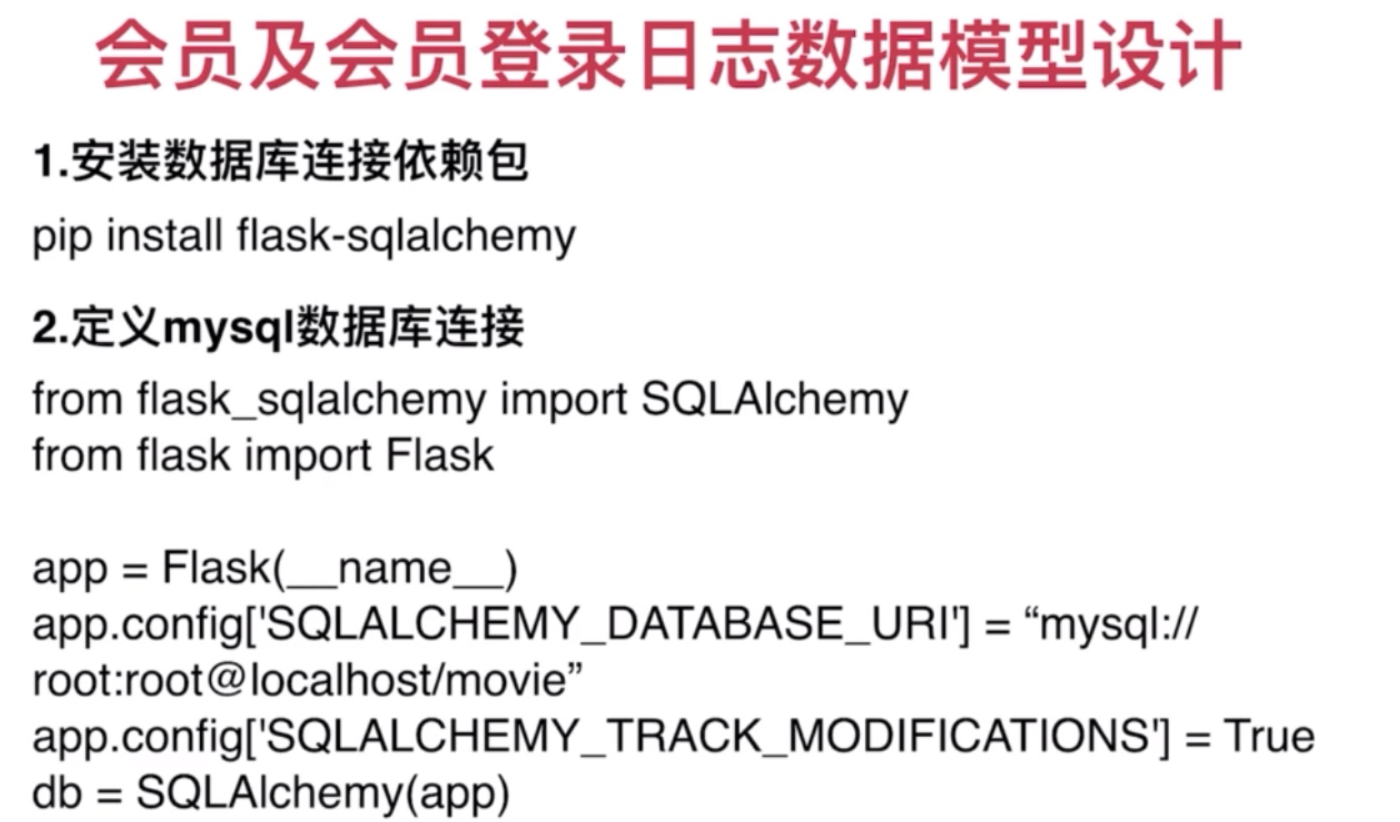 会员及会员登录日志数据模型设计
1.安装数据库连接依赖包
pip install flask-sqlalchemy
2.定义mysql数据库连接
from flask_sqlalchemy import SQLAlchemy
from flask import Flask
app = Flask(__name__)
app.config['SQLALCHEMY_DATABASE_URI'] = “mysql://
root:root@localhost/movie”
app.config['SQLALCHEMY_TRACK_MODIFICATIONS'] = True
db = SQLAlchemy(app)